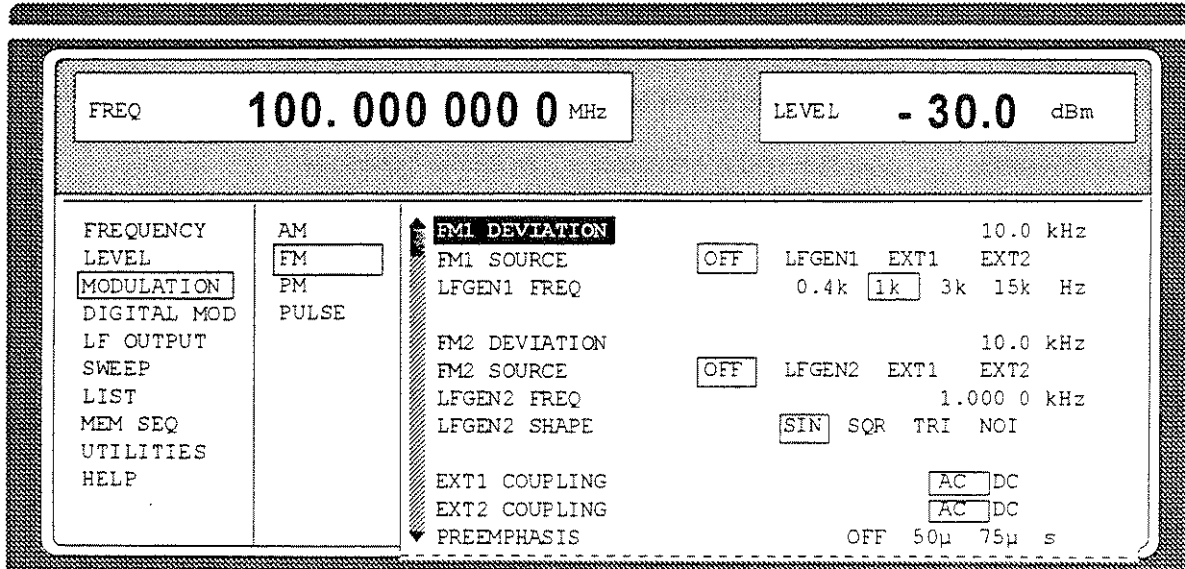 FREQ 100. 000 000 0 MHz
LEVEL - 30.0 dBm
FREQUENCY
LEVEL
MODULATION
DIGITAL MOD
LF OUTPUT
SWEEP
LIST
MEM SEQ
UTILITIES
HELP
AM
FM
PM
PULSE
FM1 DEVIATION 10.0 kHz
FM1 SOURCE OFF LFGEN1 EXT1 EXT2
LFGEN1 FREQ 0.4k 1k 3k 15k Hz
FM2 DEVIATION 10.0 kHz
FM2 SOURCE OFF LFGEN2 EXT1 EXT2
LFGEN2 FREQ 1.000 0 kHz
LFGEN2 SHAPE SIN SQR TRI NOI
EXT1 COUPLING AC DC
EXT2 COUPLING AC DC
PREEMPHASIS OFF 50µ 75µ s